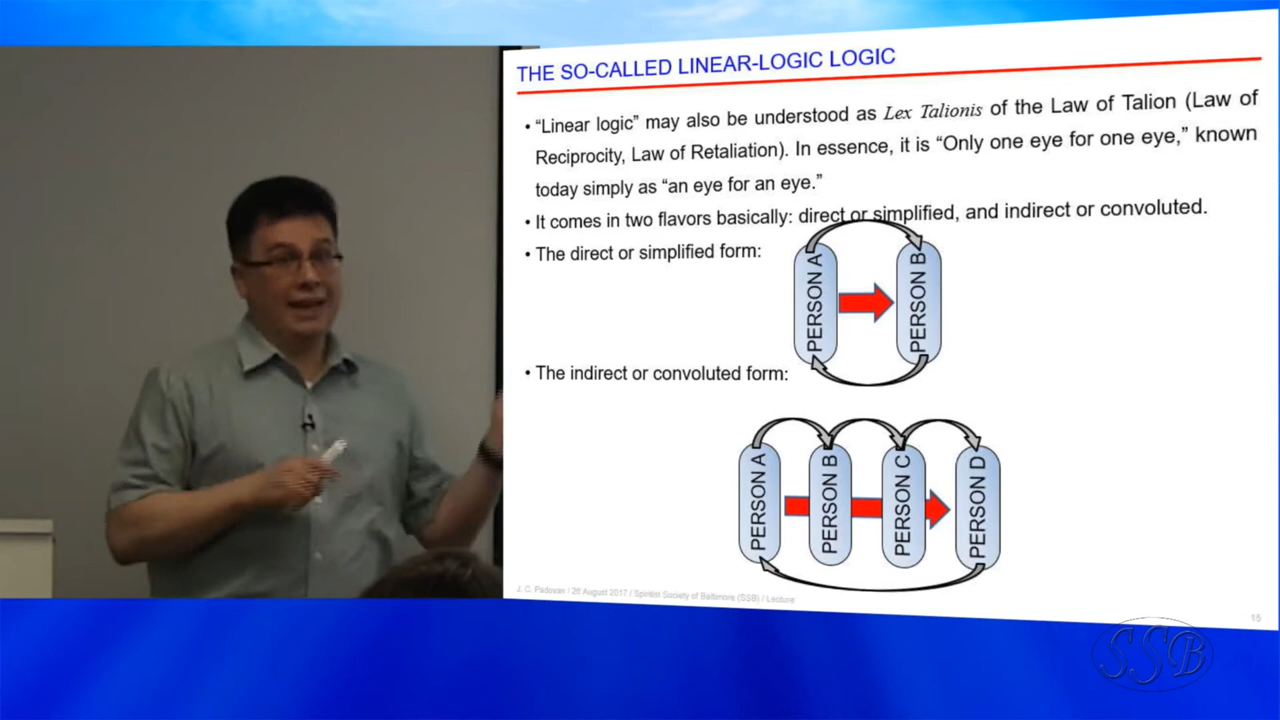 THE SO-CALLED LINEAR-LOGIC LOGIC
• “Linear logic” may also be understood as Lex Talionis of the Law of Talion (Law of
Reciprocity, Law of Retaliation). In essence, it is “Only one eye for one eye,” known
today simply as “an eye for an eye.”
• It comes in two flavors basically: direct or simplified, and indirect or convoluted.
• The direct or simplified form:
PERSON A
PERSON B
• The indirect or convoluted form:
PERSON A
PERSON B
PERSON C
PERSON D
J. C. Padovan / 26 August 2017 / Spiritist Society of Baltimore (SSB) / Lecture
15
SSB